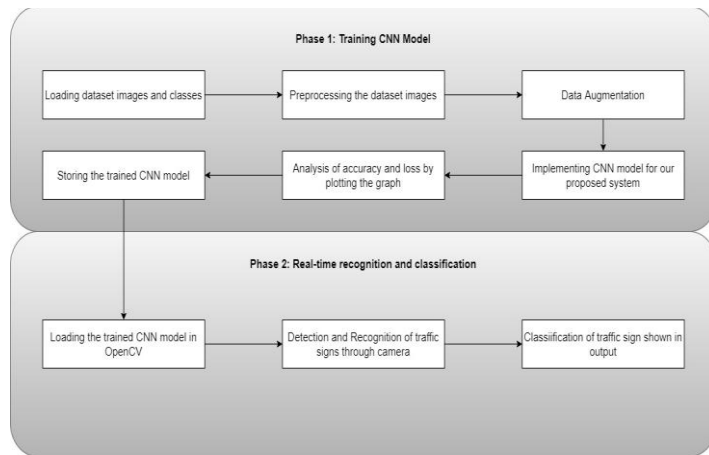 Phase 1: Training CNN Model
Loading dataset images and classes
Preprocessing the dataset images
Data Augmentation
Storing the trained CNN model
Analysis of accuracy and loss by
plotting the graph
Implementing CNN model for our
proposed system
Phase 2: Real-time recognition and classification
Loading the trained CNN model in
OpenCV
Detection and Recognition of traffic
signs through camera
Classiification of traffic sign shown in
output